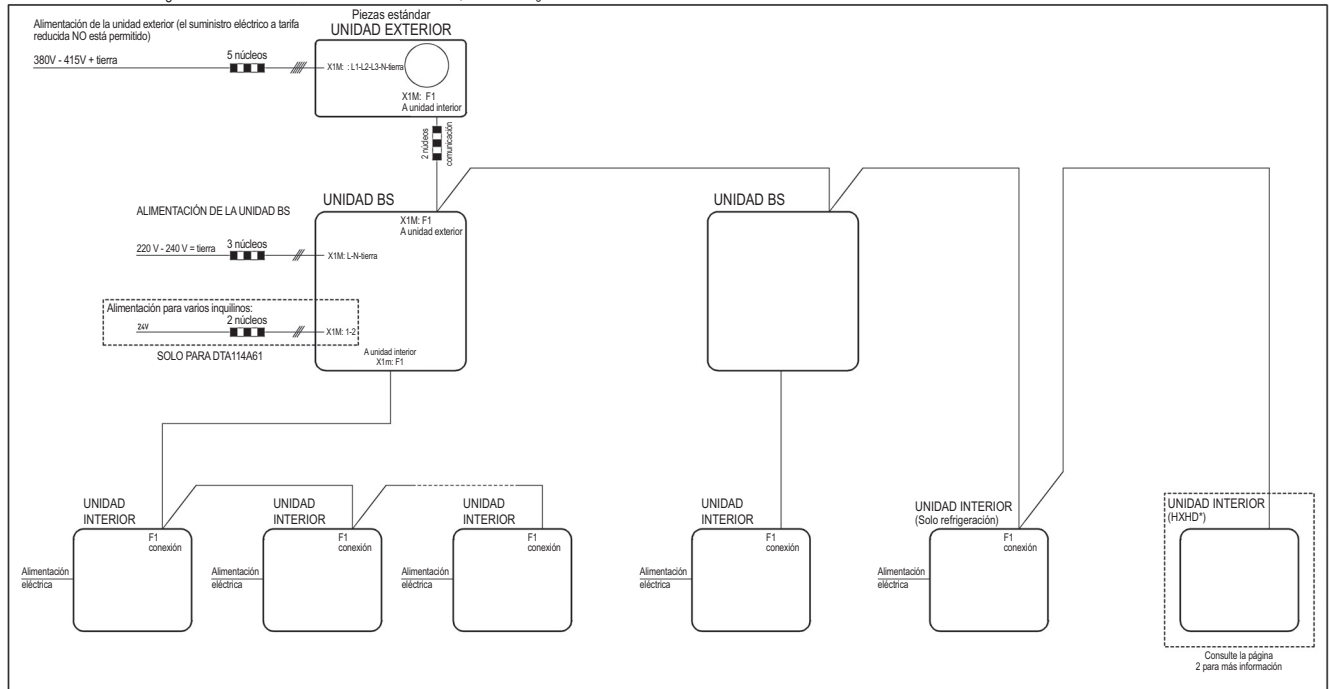 Piezas estándar
UNIDAD EXTERIOR
Alimentación de la unidad exterior (el suministro eléctrico a tarifa
reducida NO está permitido)
380V - 415V + tierra
5 núcleos
X1M: : L1-L2-L3-N-tierra
X1M: F1
A unidad interior
2 núcleos
comunicación
UNIDAD BS
ALIMENTACIÓN DE LA UNIDAD BS
X1M: F1
A unidad exterior
220 V - 240 V = tierra
3 núcleos
X1M: L-N-tierra
Alimentación para varios inquilinos:
24V
2 núcleos
X1M: 1-2
SOLO PARA DTA114A61
A unidad interior
X1m: F1
UNIDAD BS
UNIDAD
INTERIOR
F1
conexión
Alimentación
eléctrica
UNIDAD
INTERIOR
F1
conexión
Alimentación
eléctrica
UNIDAD
INTERIOR
F1
conexión
Alimentación
eléctrica
UNIDAD
INTERIOR
F1
conexión
Alimentación
eléctrica
UNIDAD INTERIOR
(Solo refrigeración)
F1
conexión
Alimentación
eléctrica
UNIDAD INTERIOR
(HXHD*)
Consulte la página
2 para más información